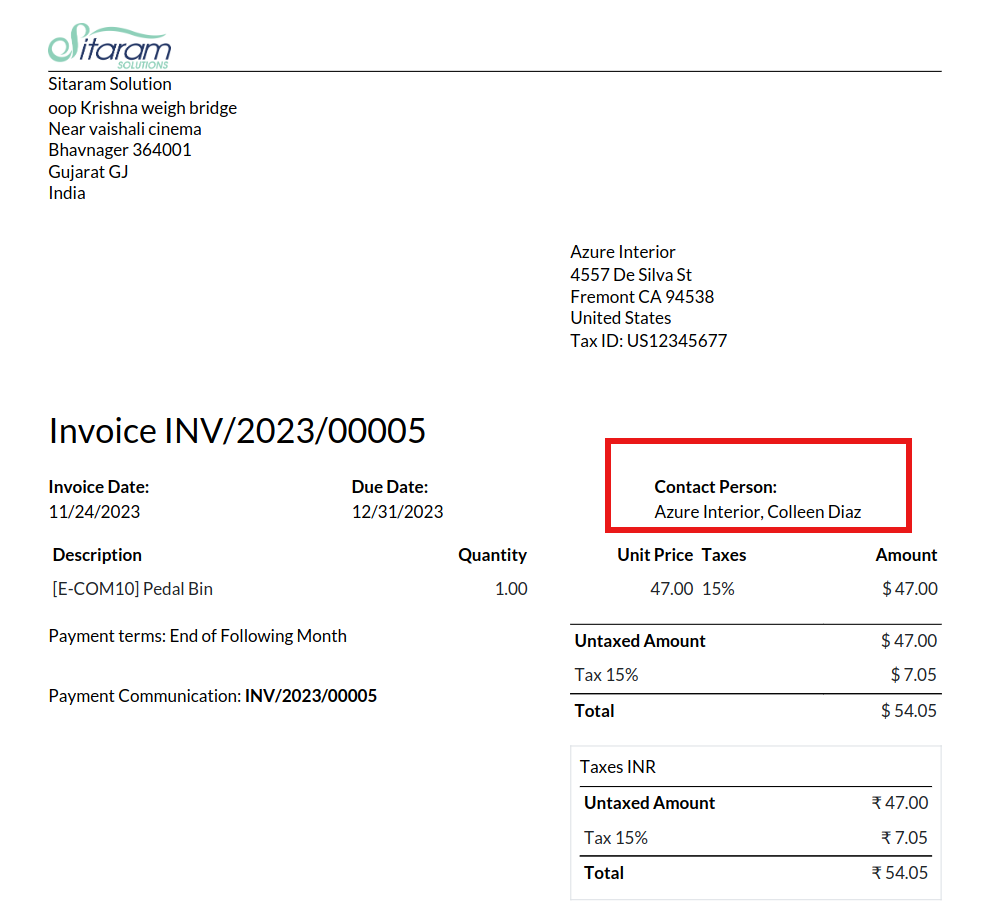 Sitaram
SOLUTIONS
Sitaram Solution
oop Krishna weigh bridge
Near vaishali cinema
Bhavnager 364001
Gujarat GJ
India
Azure Interior
4557 De Silva St
Fremont CA 94538
United States
Tax ID: US12345677
Invoice INV/2023/00005
Invoice Date: Due Date: Contact Person:
11/24/2023 12/31/2023 Azure Interior, Colleen Diaz
Description Quantity Unit Price Taxes Amount
[E-COM10] Pedal Bin 1.00 47.00 15% $ 47.00
Payment terms: End of Following Month
Untaxed Amount $ 47.00
Tax 15% $ 7.05
Payment Communication: INV/2023/00005
Total $ 54.05
Taxes INR
Untaxed Amount ₹ 47.00
Tax 15% ₹ 7.05
Total ₹ 54.05